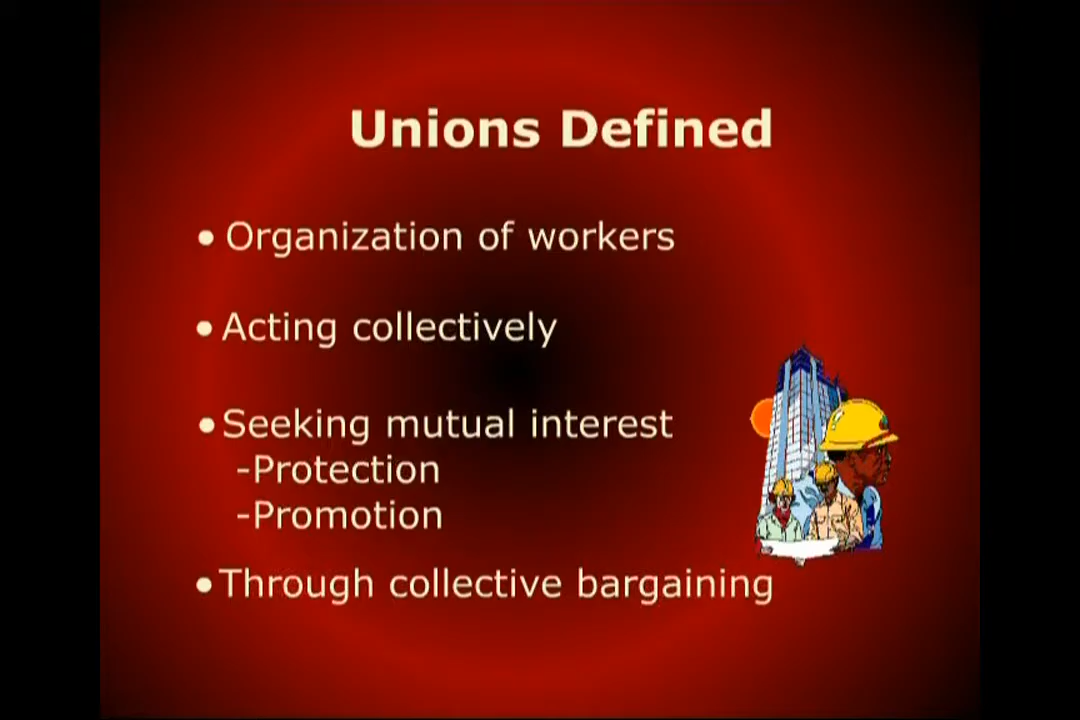 Unions Defined
• Organization of workers
• Acting collectively
• Seeking mutual interest
-Protection
-Promotion
• Through collective bargaining